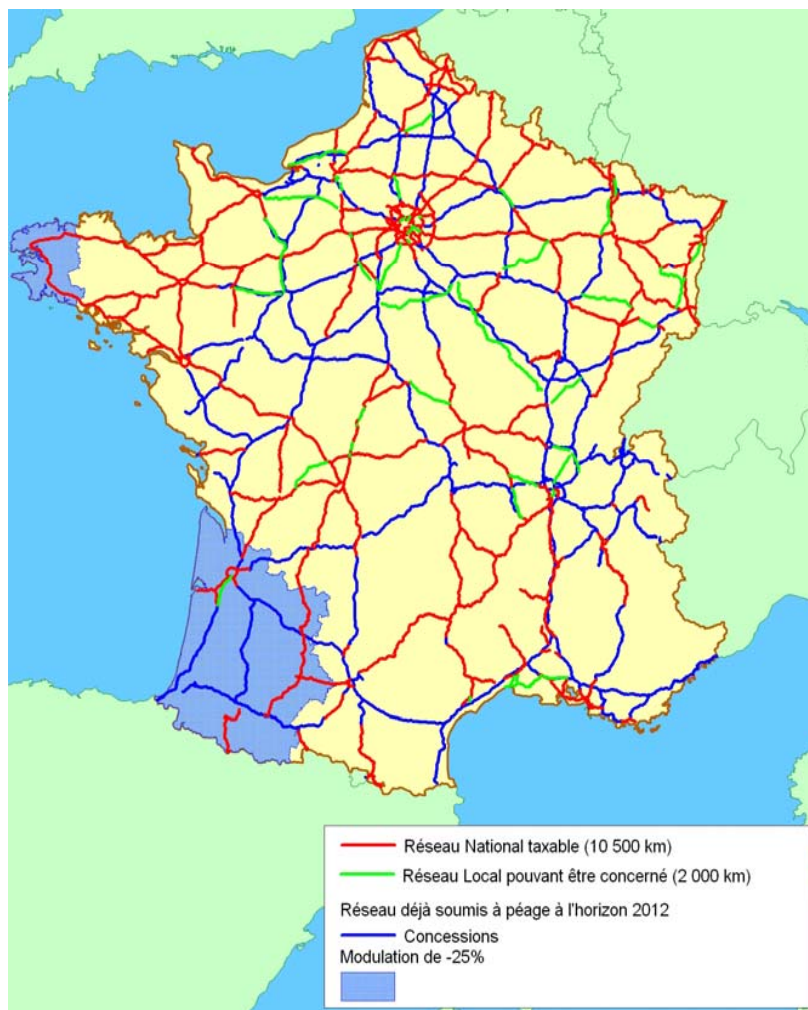 Réseau National taxable (10 500 km)
Réseau Local pouvant être concerné (2 000 km)
Réseau déjà soumis à péage à l'horizon 2012
Concessions
Modulation de -25%